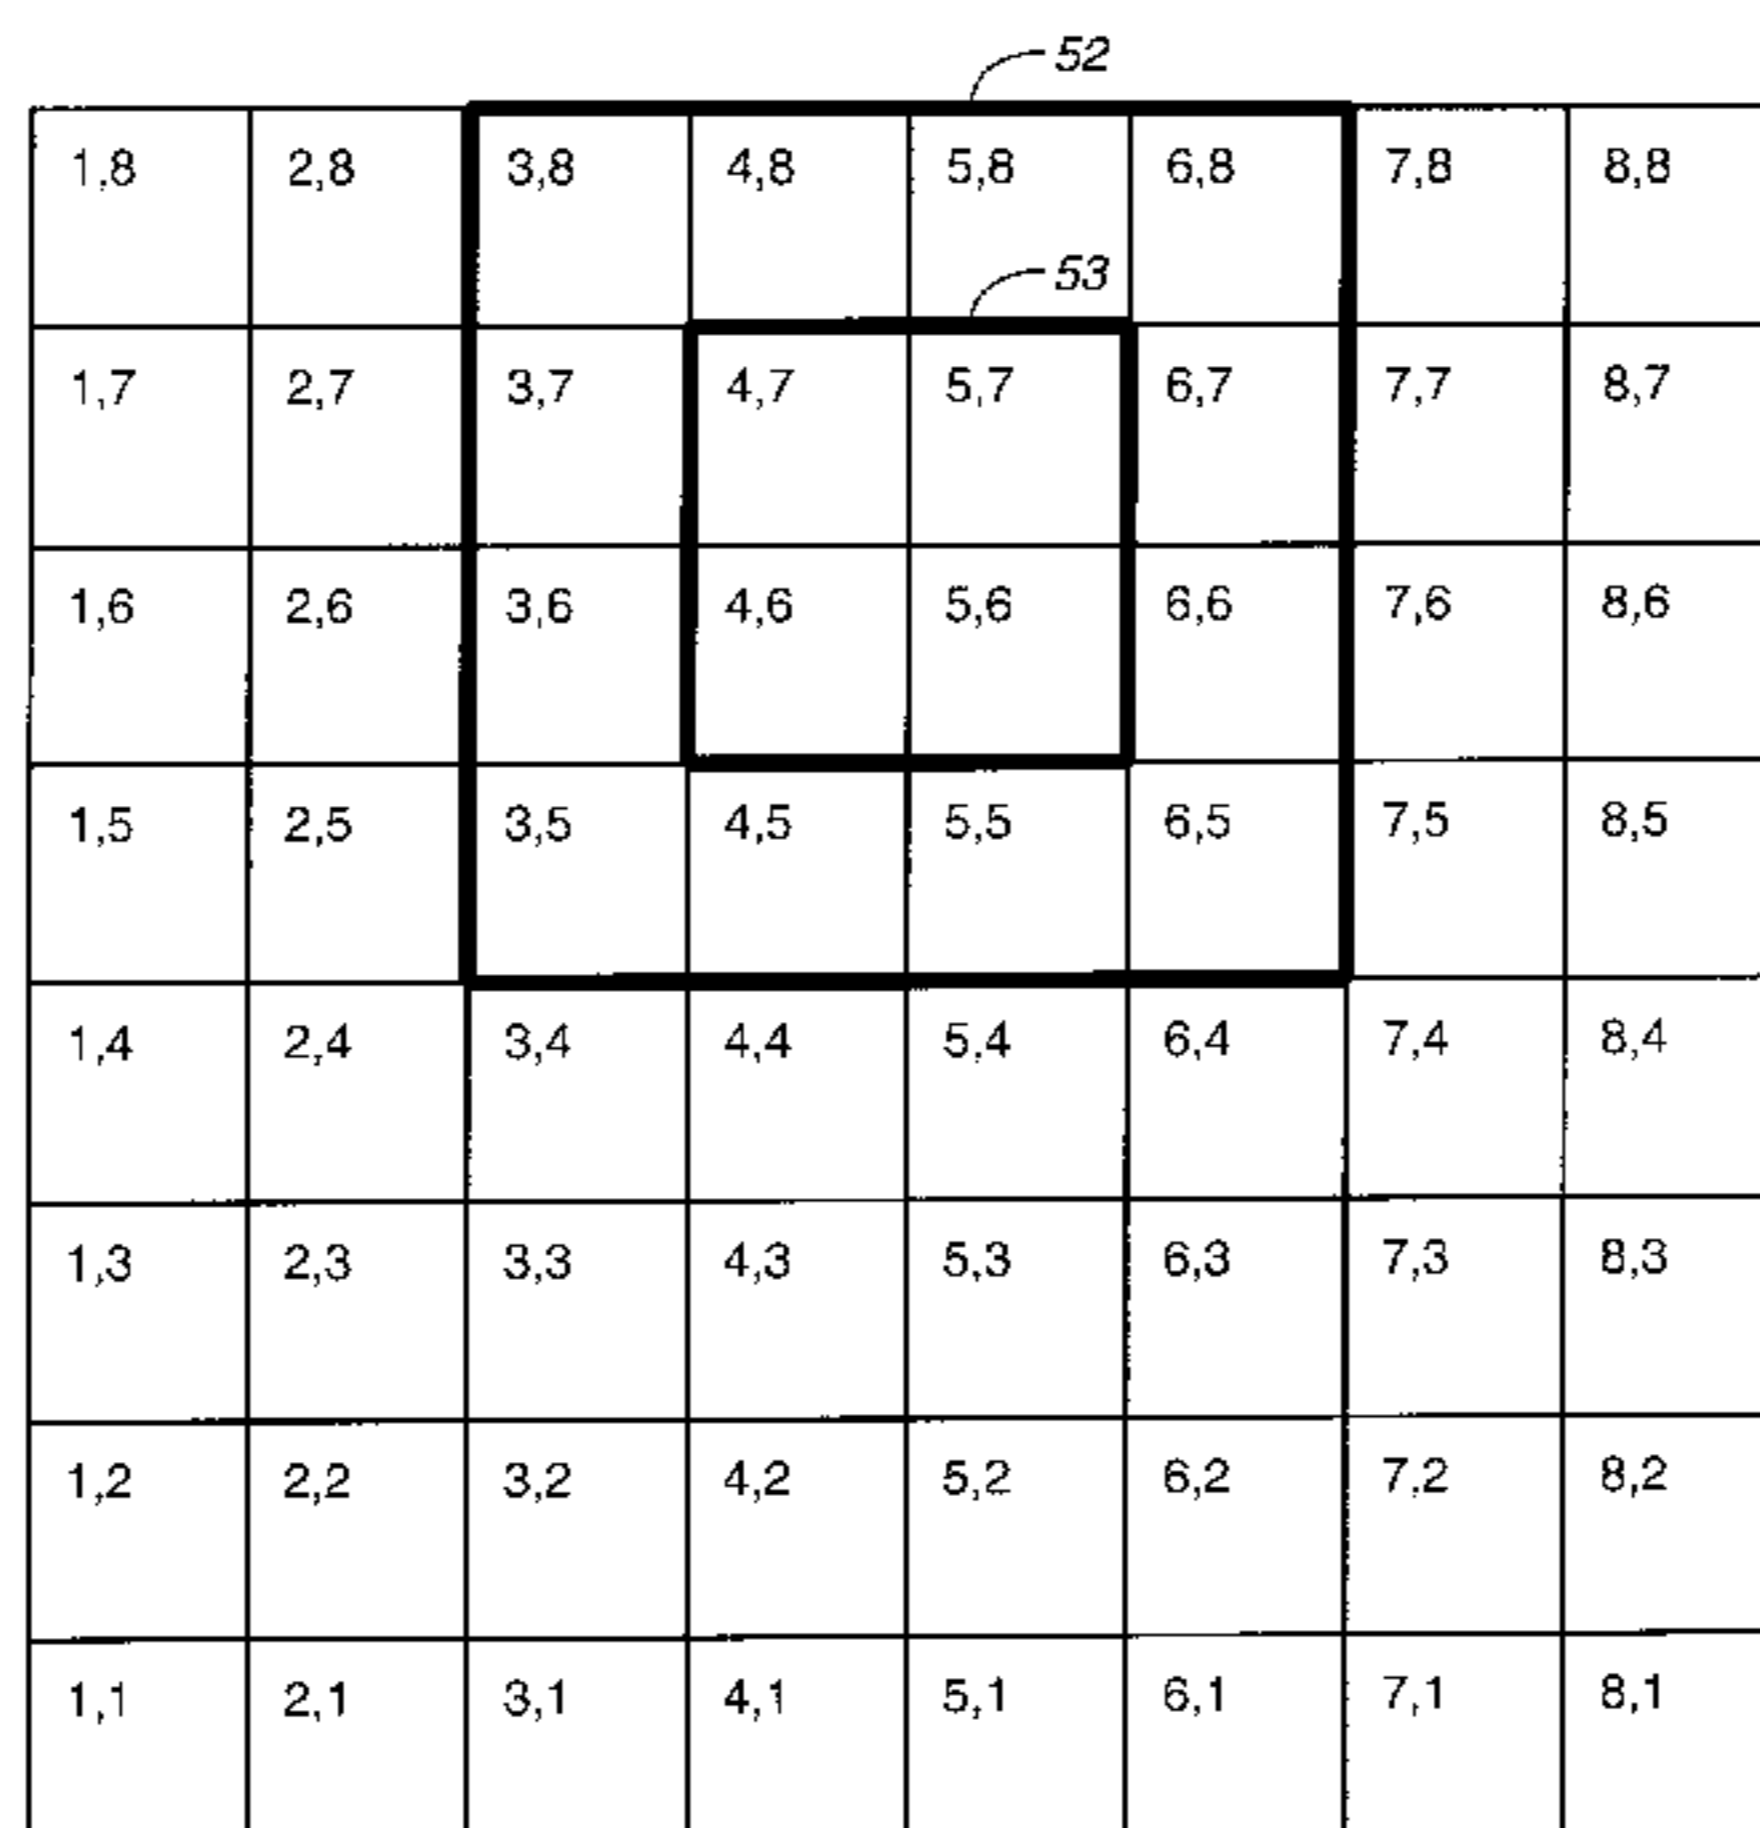 52
1,8 2,8 3,8 4,8 5,8 6,8 7,8 8,8
53
1,7 2,7 3,7 4,7 5,7 6,7 7,7 8,7
1,6 2,6 3,6 4,6 5,6 6,6 7,6 8,6
1,5 2,5 3,5 4,5 5,5 6,5 7,5 8,5
1,4 2,4 3,4 4,4 5,4 6,4 7,4 8,4
1,3 2,3 3,3 4,3 5,3 6,3 7,3 8,3
1,2 2,2 3,2 4,2 5,2 6,2 7,2 8,2
1,1 2,1 3,1 4,1 5,1 6,1 7,1 8,1